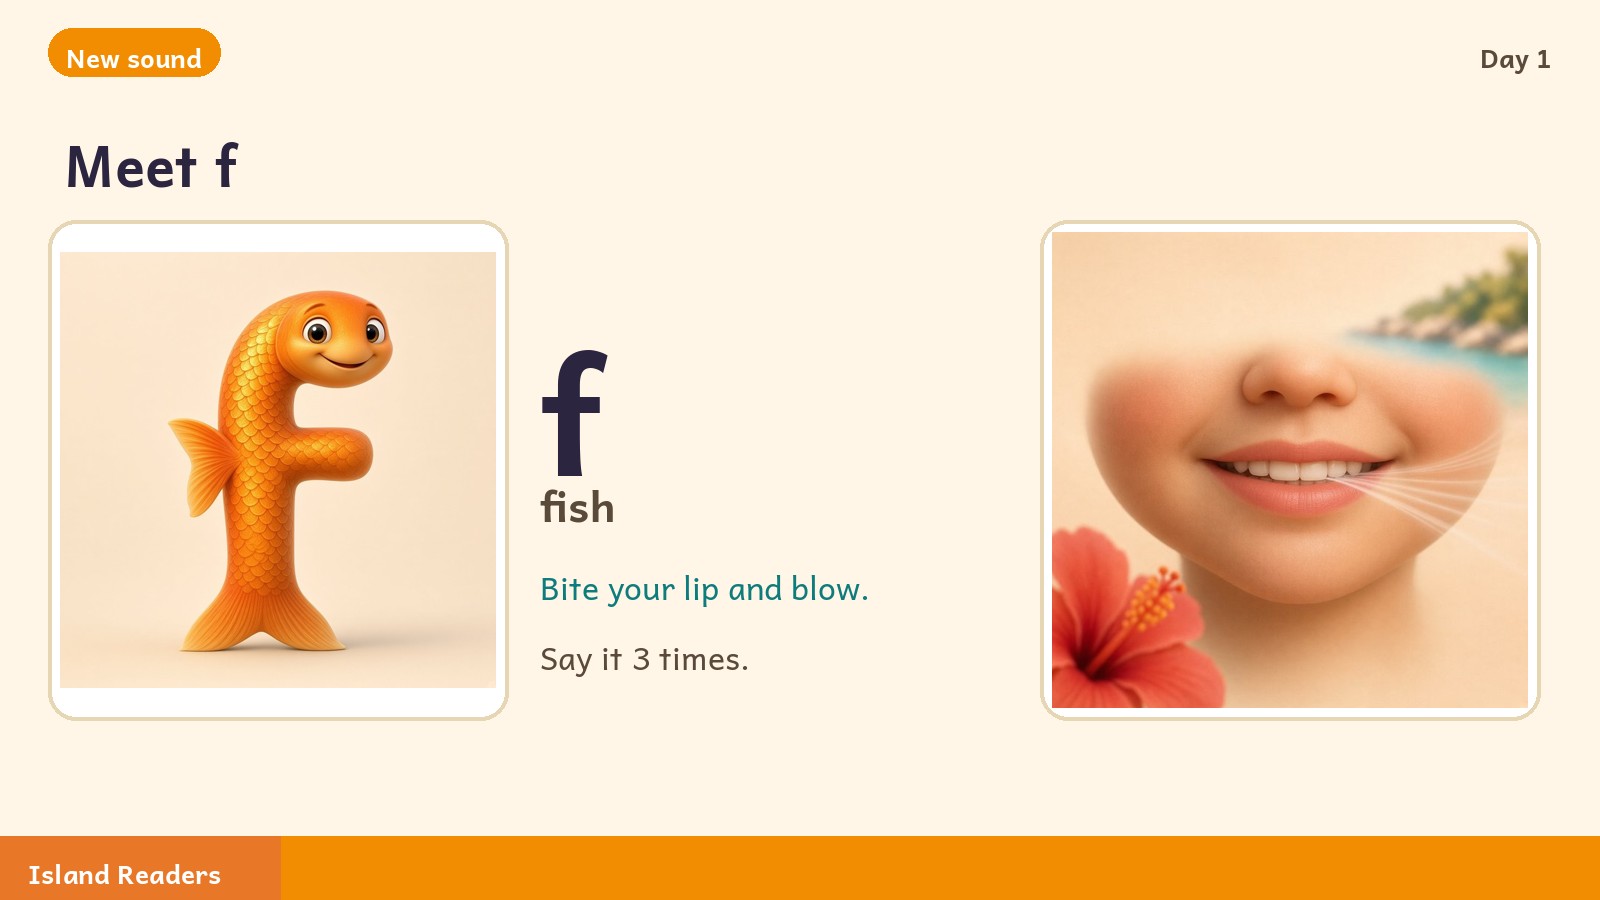 New sound
Day 1
Meet f
f
fish
Bite your lip and blow.
Say it 3 times.
Island Readers